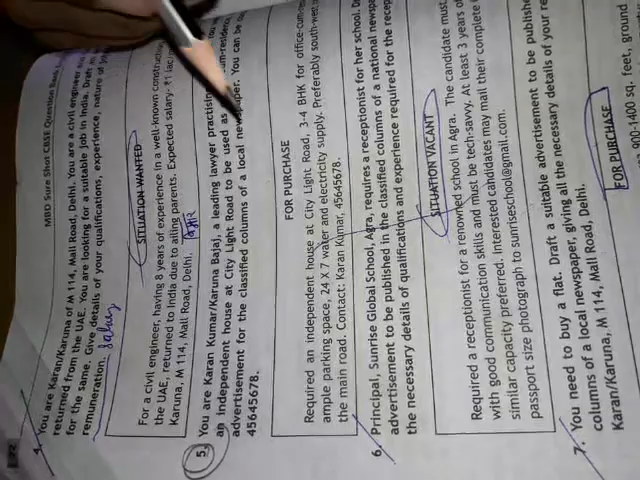 MBD Sure Shot CBSE Question Bank
4. You are Karan/Karuna of M 114, Mall Road, Delhi. You are a civil engineer
returned from the UAE. You are looking for a suitable job in India. Draft
for the same. Give details of your qualifications, experience, nature of
remuneration.
SITUATION WANTED
For a civil engineer, having 8 years of experience in a well-known construction
the UAE, returned to India due to ailing parents. Expected salary- ₹1 lac
Karuna, M 114, Mall Road, Delhi.
5. You are Karan Kumar/Karuna Bajaj, a leading lawyer practising
an independent house at City Light Road to be used as
advertisement for the classified columns of a local newspaper. You can be
45645678.
FOR PURCHASE
Required an independent house at City Light Road, 3-4 BHK for office-cum-
ample parking space, 24 X 7 water and electricity supply. Preferably south-west
the main road. Contact: Karan Kumar, 45645678.
6. Principal, Sunrise Global School, Agra, requires a receptionist for her school.
advertisement to be published in the classified columns of a national
the necessary details of qualifications and experience required for the
SITUATION VACANT
Required a receptionist for a renowned school in Agra. The candidate must
with good communication skills and must be tech-savvy. At least 3 years of
similar capacity preferred. Interested candidates may mail their complete
passport size photograph to sunriseschool@gmail.com.
7. You need to buy a flat. Draft a suitable advertisement to be
columns of a local newspaper, giving all the necessary details of your
Karan/Karuna, M 114, Mall Road, Delhi.
FOR PURCHASE
900-1400 sq. feet, ground